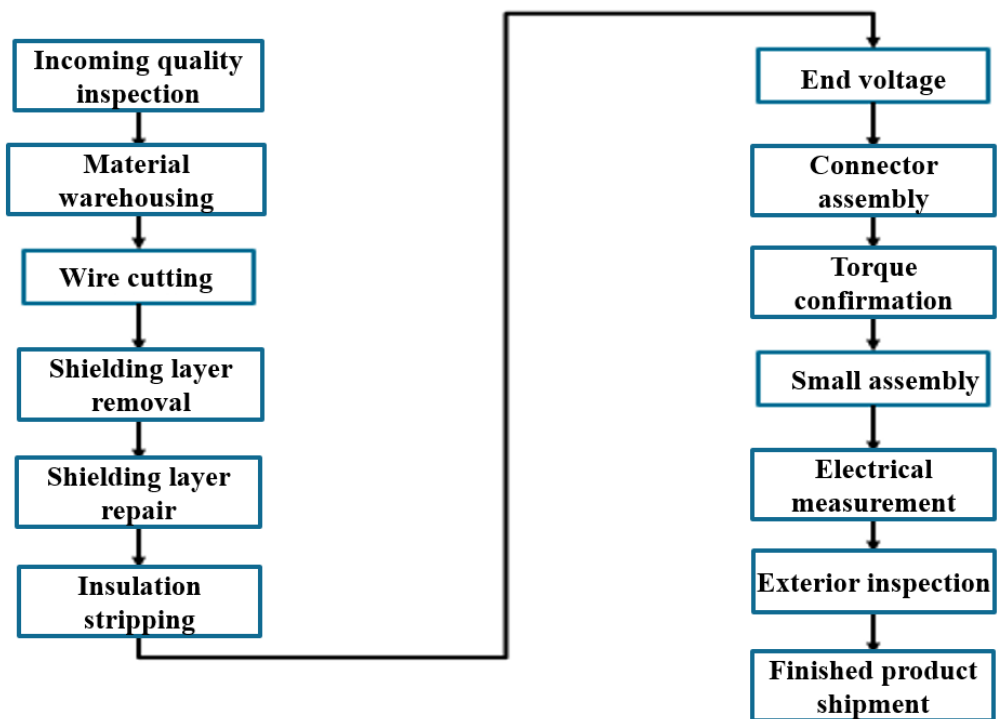 Incoming quality
inspection
Material
warehousing
Wire cutting
Shielding layer
removal
Shielding layer
repair
Insulation
stripping
End voltage
Connector
assembly
Torque
confirmation
Small assembly
Electrical
measurement
Exterior inspection
Finished product
shipment